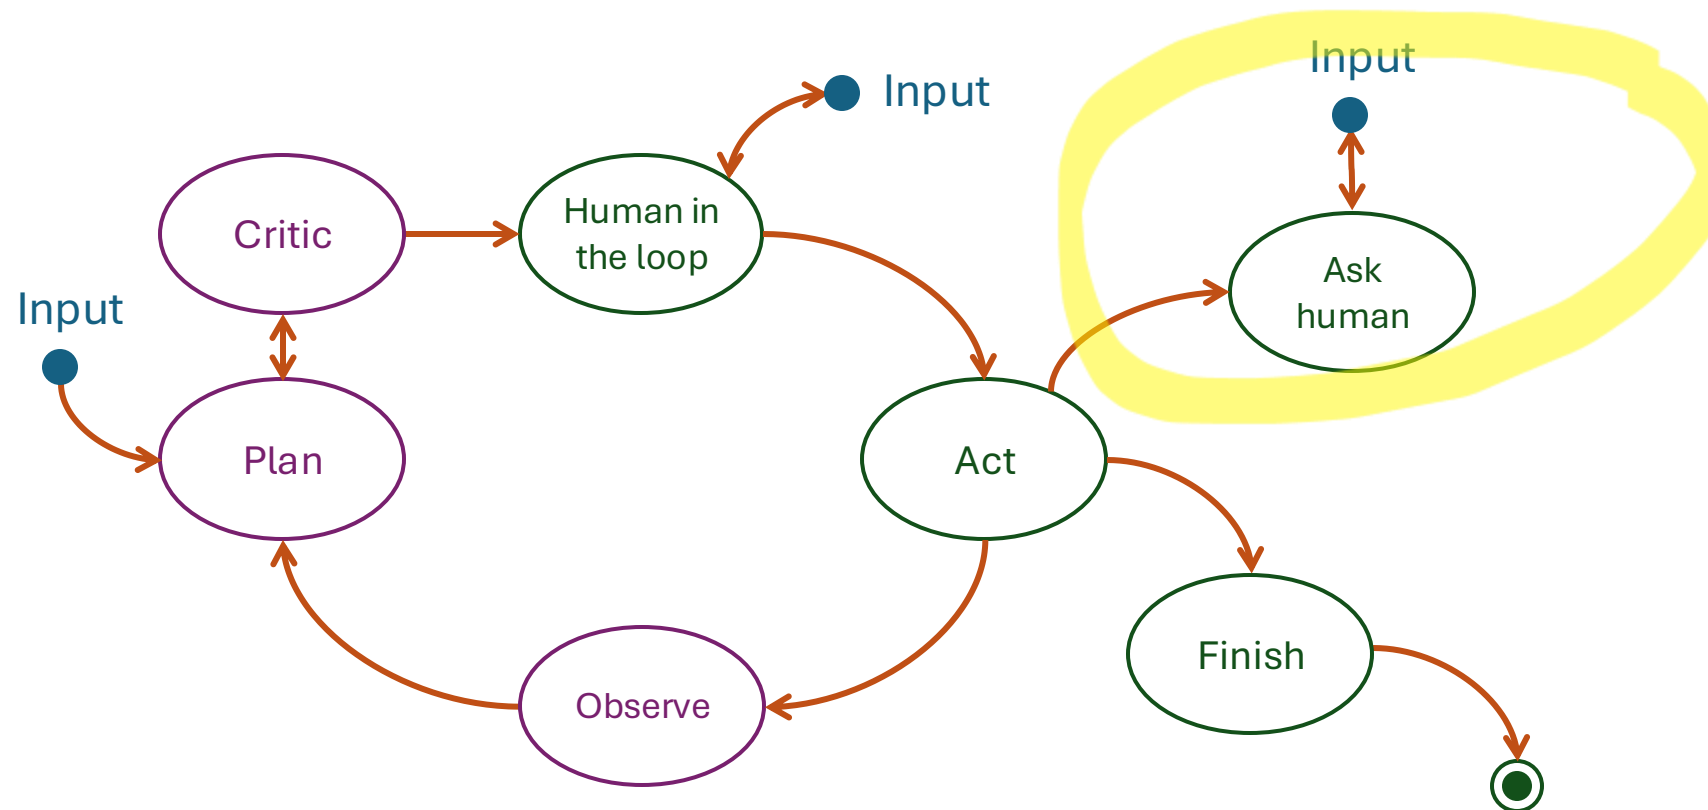 Input
Input
Critic
Human in
the loop
Ask
human
Input
Plan
Act
Finish
Observe